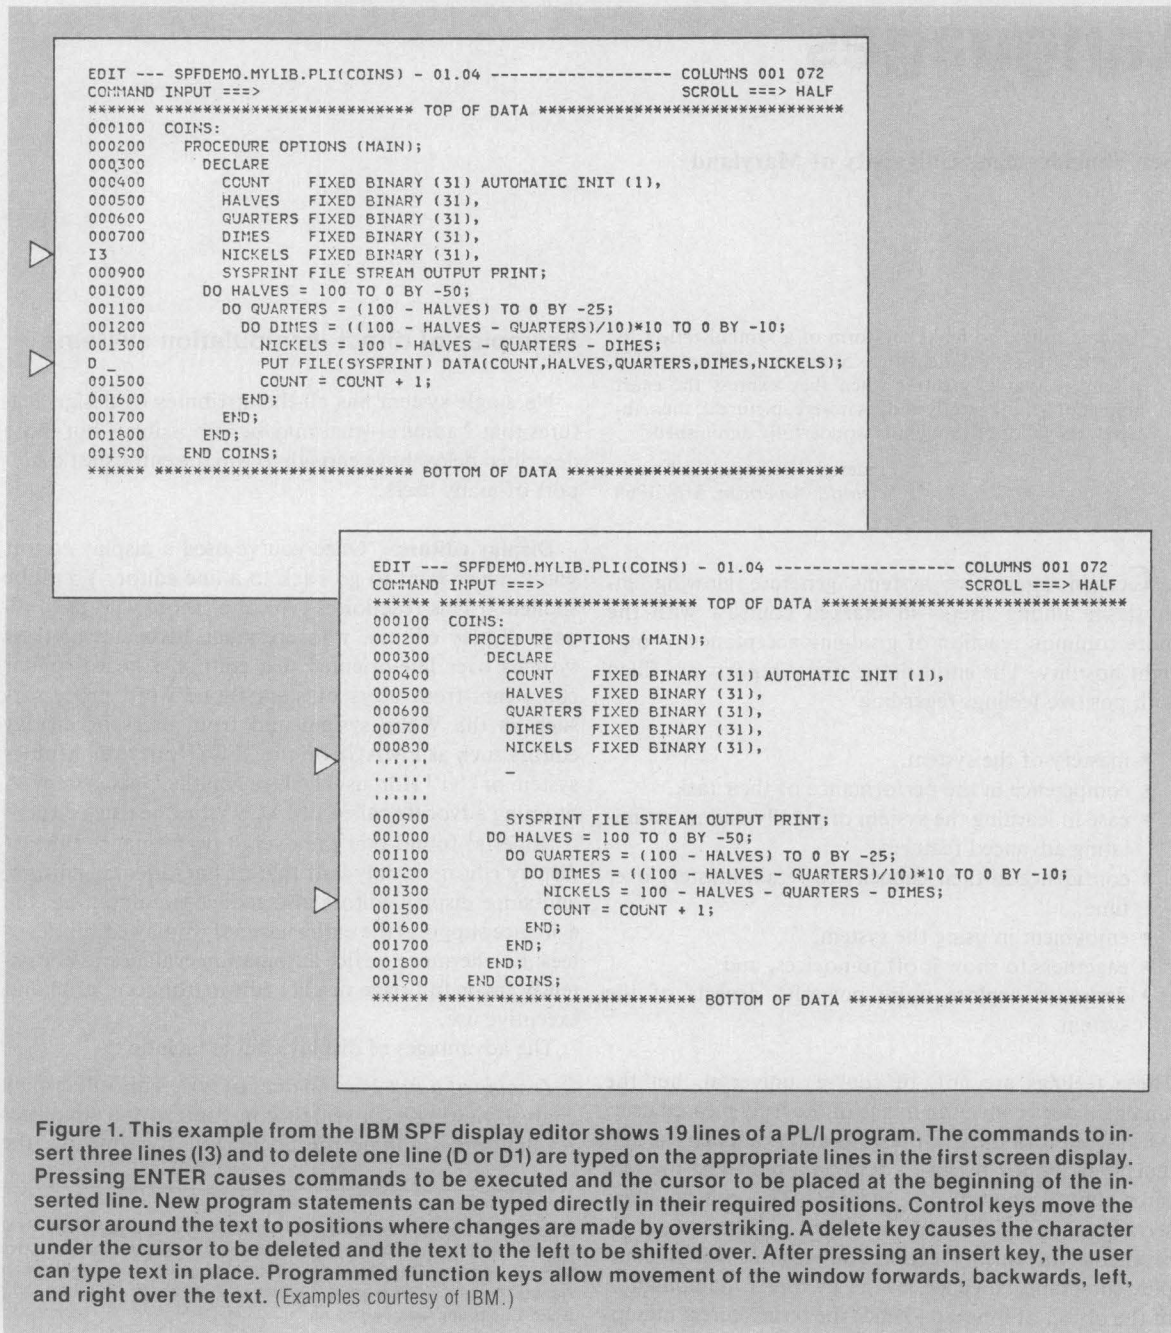 EDIT --- SPFDEMO.MYLIB.PLI(COINS) - 01.04 ------------------- COLUMNS 001 072
COMMAND INPUT ===> SCROLL ===> HALF
****** **************************** TOP OF DATA *********************************
000100 COINS:
000200 PROCEDURE OPTIONS (MAIN);
000300 DECLARE
000400 COUNT FIXED BINARY (31) AUTOMATIC INIT (1),
000500 HALVES FIXED BINARY (31),
000600 QUARTERS FIXED BINARY (31),
000700 DIMES FIXED BINARY (31),
I3 NICKELS FIXED BINARY (31),
000900 SYSPRINT FILE STREAM OUTPUT PRINT;
001000 DO HALVES = 100 TO 0 BY -50;
001100 DO QUARTERS = (100 - HALVES) TO 0 BY -25;
001200 DO DIMES = ((100 - HALVES - QUARTERS)/10)*10 TO 0 BY -10;
001300 NICKELS = 100 - HALVES - QUARTERS - DIMES;
D _ PUT FILE(SYSPRINT) DATA(COUNT,HALVES,QUARTERS,DIMES,NICKELS);
001500 COUNT = COUNT + 1;
001600 END;
001700 END;
001800 END;
001900 END COINS;
****** **************************** BOTTOM OF DATA ******************************
EDIT --- SPFDEMO.MYLIB.PLI(COINS) - 01.04 ------------------- COLUMNS 001 072
COMMAND INPUT ===> SCROLL ===> HALF
****** **************************** TOP OF DATA *********************************
000100 COINS:
000200 PROCEDURE OPTIONS (MAIN);
000300 DECLARE
000400 COUNT FIXED BINARY (31) AUTOMATIC INIT (1),
000500 HALVES FIXED BINARY (31),
000600 QUARTERS FIXED BINARY (31),
000700 DIMES FIXED BINARY (31),
000800 NICKELS FIXED BINARY (31),
'''''' _
''''''
''''''
000900 SYSPRINT FILE STREAM OUTPUT PRINT;
001000 DO HALVES = 100 TO 0 BY -50;
001100 DO QUARTERS = (100 - HALVES) TO 0 BY -25;
001200 DO DIMES = ((100 - HALVES - QUARTERS)/10)*10 TO 0 BY -10;
001300 NICKELS = 100 - HALVES - QUARTERS - DIMES;
001500 COUNT = COUNT + 1;
001600 END;
001700 END;
001800 END;
001900 END COINS;
****** **************************** BOTTOM OF DATA ******************************
Figure 1. This example from the IBM SPF display editor shows 19 lines of a PL/I program. The commands to in-
sert three lines (I3) and to delete one line (D or D1) are typed on the appropriate lines in the first screen display.
Pressing ENTER causes commands to be executed and the cursor to be placed at the beginning of the in-
serted line. New program statements can be typed directly in their required positions. Control keys move the
cursor around the text to positions where changes are made by overstriking. A delete key causes the character
under the cursor to be deleted and the text to the left to be shifted over. After pressing an insert key, the user
can type text in place. Programmed function keys allow movement of the window forwards, backwards, left,
and right over the text. (Examples courtesy of IBM.)